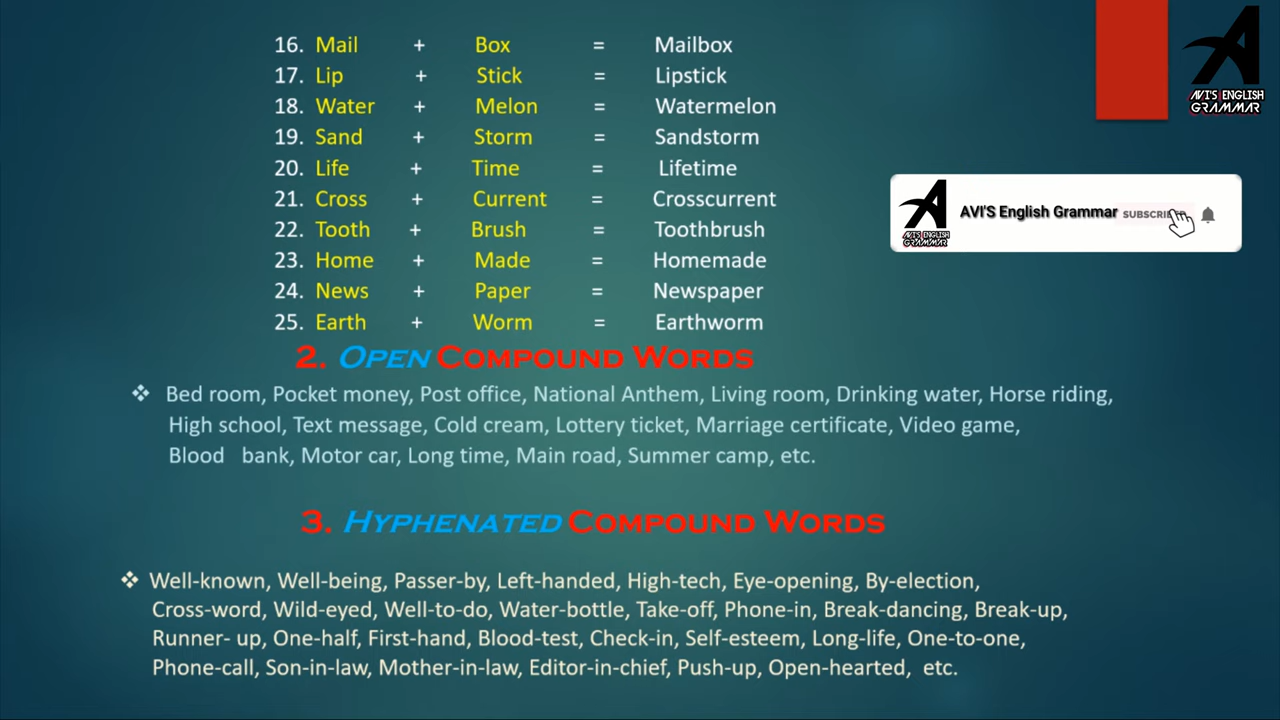 16. Mail + Box = Mailbox
17. Lip + Stick = Lipstick
18. Water + Melon = Watermelon
19. Sand + Storm = Sandstorm
20. Life + Time = Lifetime
21. Cross + Current = Crosscurrent
22. Tooth + Brush = Toothbrush
23. Home + Made = Homemade
24. News + Paper = Newspaper
25. Earth + Worm = Earthworm
2. OPEN COMPOUND WORDS
❖ Bed room, Pocket money, Post office, National Anthem, Living room, Drinking water, Horse riding,
High school, Text message, Cold cream, Lottery ticket, Marriage certificate, Video game,
Blood bank, Motor car, Long time, Main road, Summer camp, etc.
3. HYPHENATED COMPOUND WORDS
❖ Well-known, Well-being, Passer-by, Left-handed, High-tech, Eye-opening, By-election,
Cross-word, Wild-eyed, Well-to-do, Water-bottle, Take-off, Phone-in, Break-dancing, Break-up,
Runner- up, One-half, First-hand, Blood-test, Check-in, Self-esteem, Long-life, One-to-one,
Phone-call, Son-in-law, Mother-in-law, Editor-in-chief, Push-up, Open-hearted, etc.
AVI'S ENGLISH
GRAMMAR
AVI'S ENGLISH
GRAMMAR
AVI'S English Grammar SUBSCRIBE